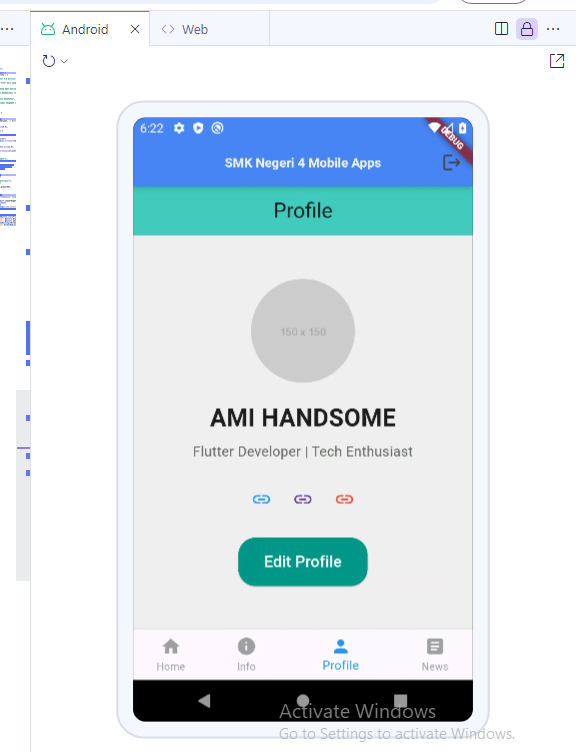 Android
Web
6:22
DEBUG
SMK Negeri 4 Mobile Apps
Profile
150 x 150
AMI HANDSOME
Flutter Developer | Tech Enthusiast
Edit Profile
Home Info Profile News
Activate Windows
Go to Settings to activate Windows.